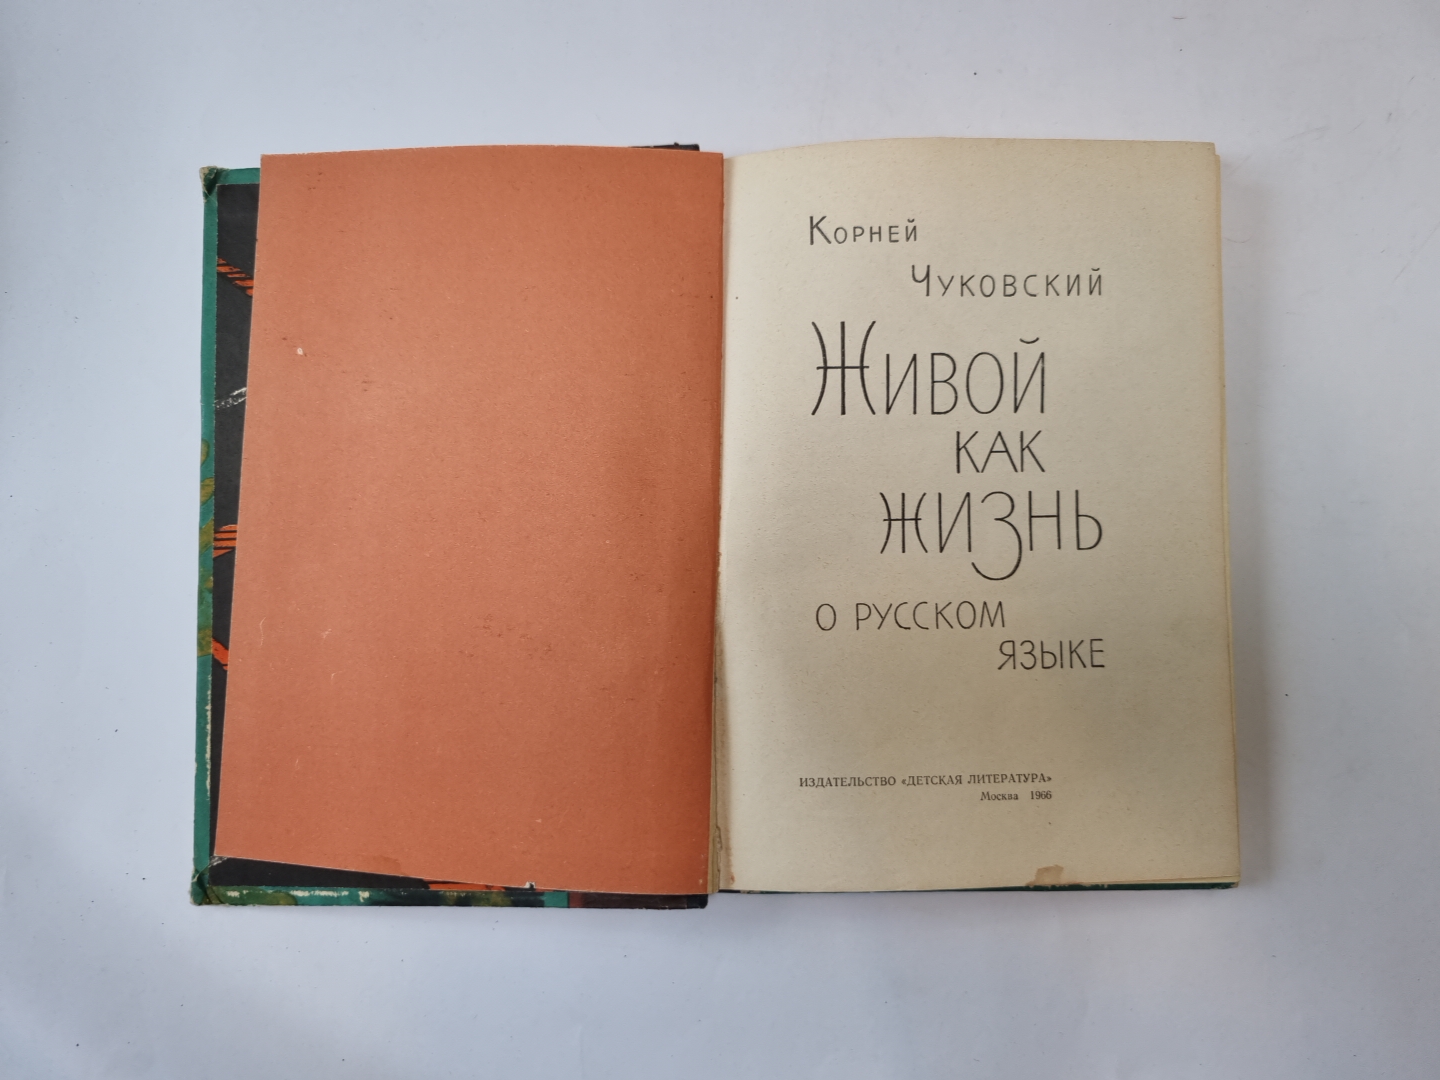 Корней
Чуковский
Живой
как
жизнь
о русском
языке
ИЗДАТЕЛЬСТВО «ДЕТСКАЯ ЛИТЕРАТУРА»
Москва 1966